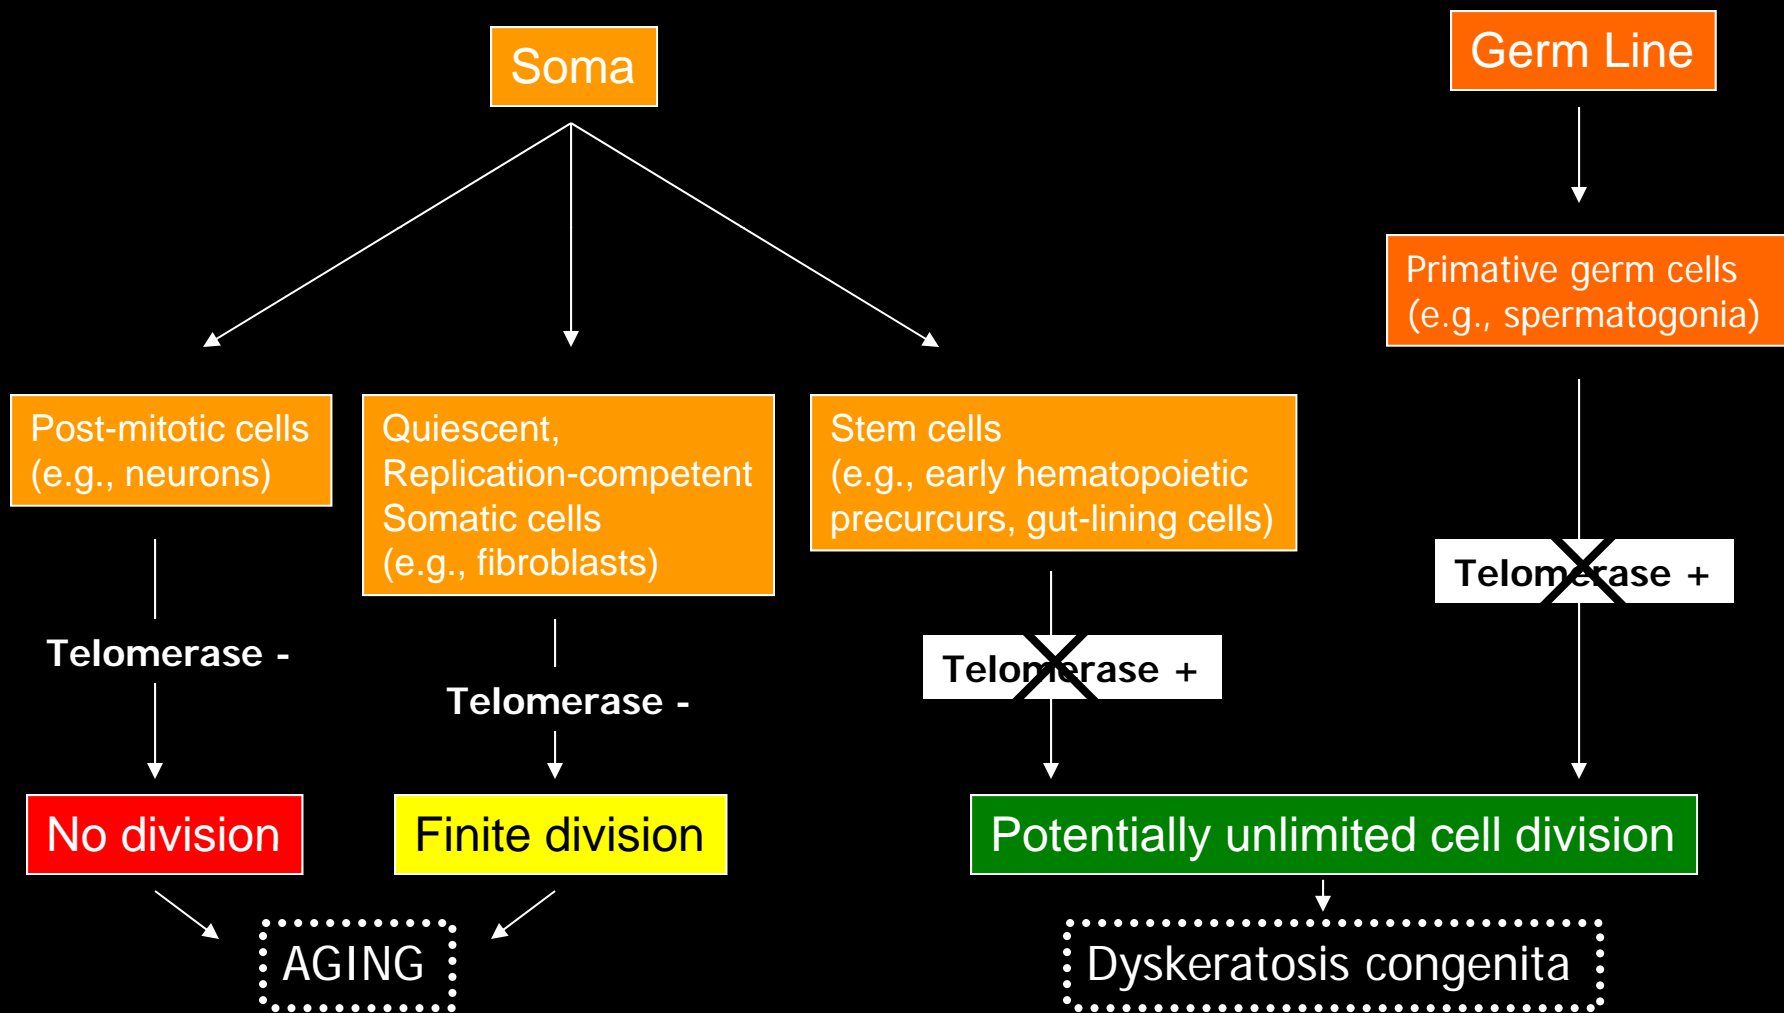 Soma
Germ Line
Primative germ cells
(e.g., spermatogonia)
Post-mitotic cells
(e.g., neurons)
Quiescent,
Replication-competent
Somatic cells
(e.g., fibroblasts)
Stem cells
(e.g., early hematopoietic
precurcurs, gut-lining cells)
Telomerase +
Telomerase -
Telomerase +
Telomerase -
No division
Finite division
Potentially unlimited cell division
AGING
Dyskeratosis congenita